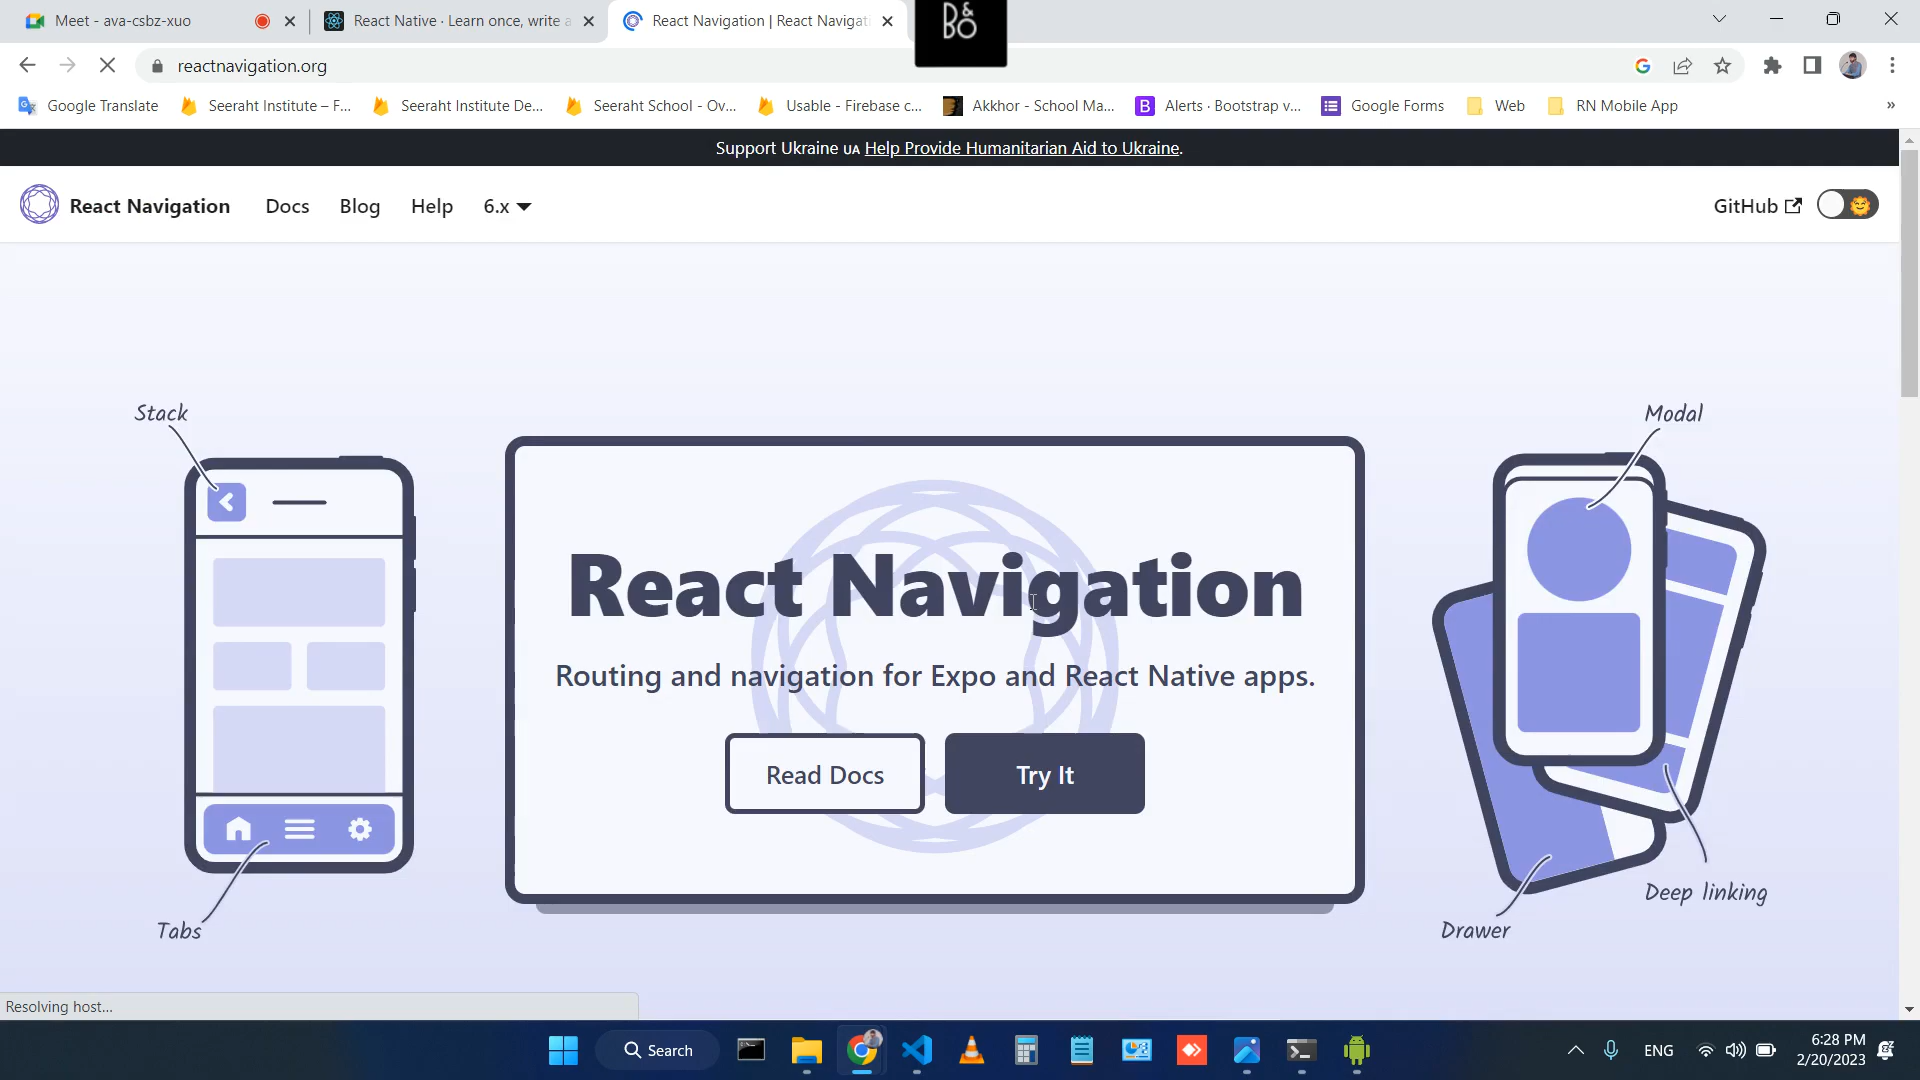 Meet - ava-csbz-xuo
React Native · Learn once, write a
React Navigation | React Navigati
B&O
reactnavigation.org
Google Translate
Seeraht Institute – F...
Seeraht Institute De...
Seeraht School - Ov...
Usable - Firebase c...
Akkhor - School Ma...
Alerts · Bootstrap v...
Google Forms
Web
RN Mobile App
»
Support Ukraine UA Help Provide Humanitarian Aid to Ukraine.
React Navigation
Docs
Blog
Help
6.x
GitHub
Stack
Tabs
React Navigation
Routing and navigation for Expo and React Native apps.
Read Docs
Try It
Modal
Deep linking
Drawer
Resolving host...
Search
ENG
6:28 PM
2/20/2023